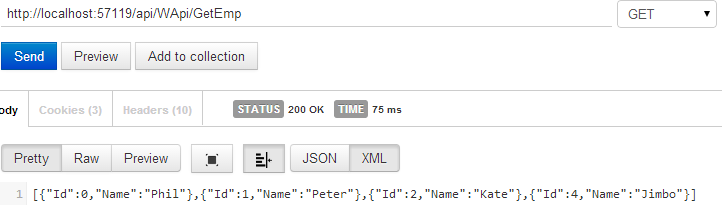 http://localhost:57119/api/WApi/GetEmp GET
Send Preview Add to collection
ody Cookies (3) Headers (10) STATUS 200 OK TIME 75 ms
Pretty Raw Preview JSON XML
1 [{"Id":0,"Name":"Phil"},{"Id":1,"Name":"Peter"},{"Id":2,"Name":"Kate"},{"Id":4,"Name":"Jimbo"}]